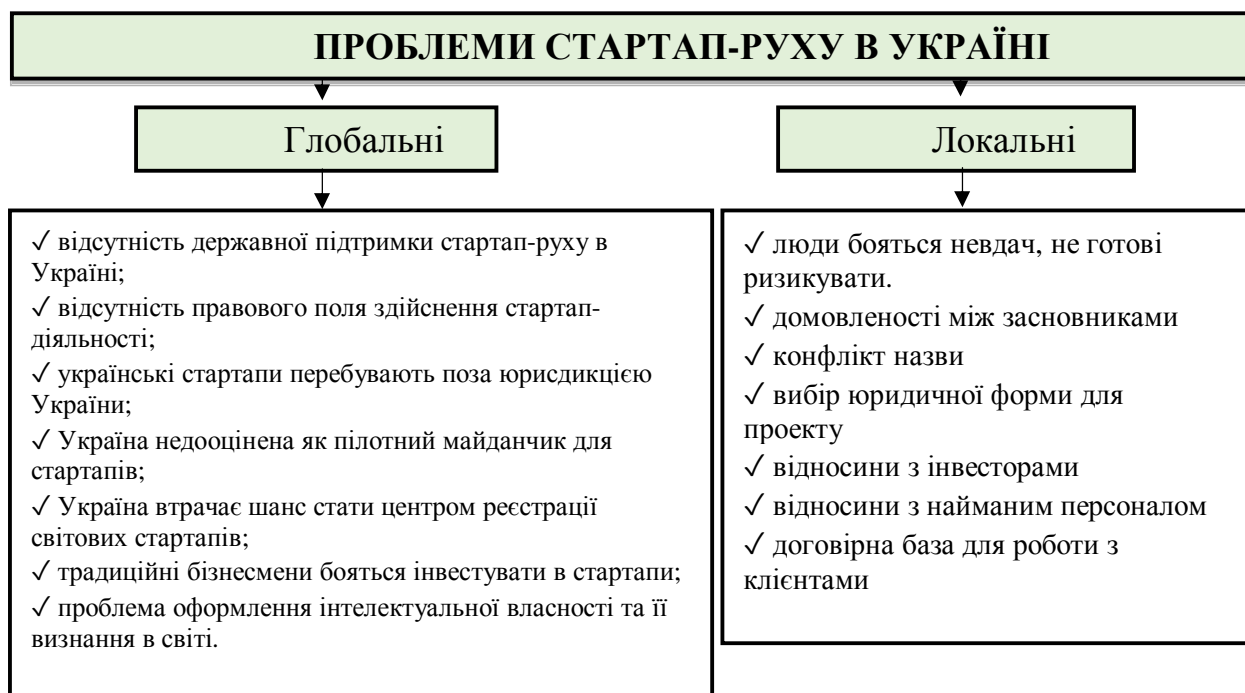 ПРОБЛЕМИ СТАРТАП-РУХУ В УКРАЇНІ
Глобальні
✓ відсутність державної підтримки стартап-руху в
Україні;
✓ відсутність правового поля здійснення стартап-
діяльності;
✓ українські стартапи перебувають поза юрисдикцією
України;
✓ Україна недооцінена як пілотний майданчик для
стартапів;
✓ Україна втрачає шанс стати центром реєстрації
світових стартапів;
✓ традиційні бізнесмени бояться інвестувати в стартапи;
✓ проблема оформлення інтелектуальної власності та її
визнання в світі.
Локальні
✓ люди бояться невдач, не готові
ризикувати.
✓ домовленості між засновниками
✓ конфлікт назви
✓ вибір юридичної форми для
проекту
✓ відносини з інвесторами
✓ відносини з найманим персоналом
✓ договірна база для роботи з
клієнтами